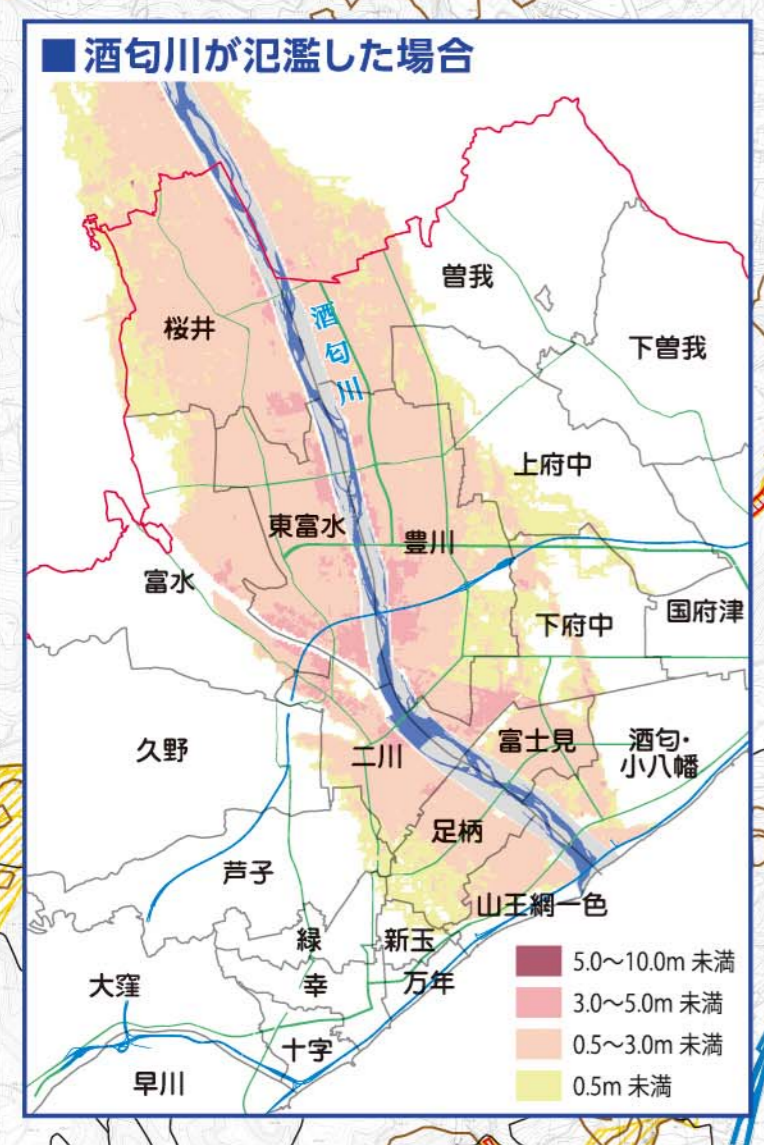 ■ 酒匂川が氾濫した場合
曽我
酒匂川
桜井
下曽我
上府中
東富水
豊川
富水
下府中
国府津
久野
二川
富士見
酒匂・
小八幡
足柄
芦子
山王網一色
緑
新玉
大窪
幸
万年
十字
早川
5.0～10.0m 未満
3.0～5.0m 未満
0.5～3.0m 未満
0.5m 未満